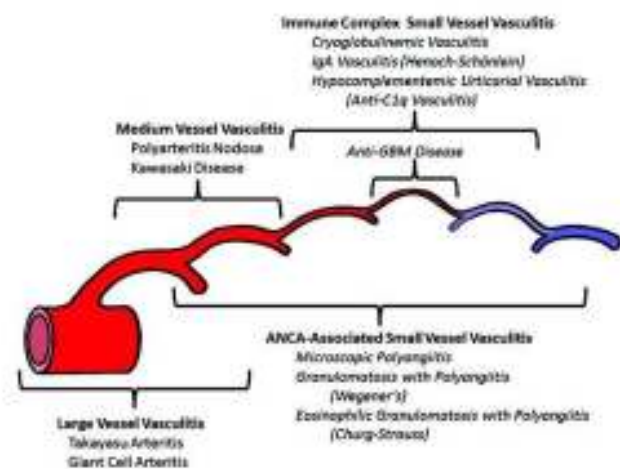 Immune Complex Small Vessel Vasculitis
Cryoglobulinemic Vasculitis
IgA Vasculitis (Henoch-Schönlein)
Hypocomplementemic Urticarial Vasculitis
(Anti-C1q Vasculitis)
Medium Vessel Vasculitis
Polyarteritis Nodosa
Kawasaki Disease
Anti-GBM Disease
ANCA-Associated Small Vessel Vasculitis
Microscopic Polyangiitis
Granulomatosis with Polyangiitis
(Wegener's)
Eosinophilic Granulomatosis with Polyangiitis
(Churg-Strauss)
Large Vessel Vasculitis
Takayasu Arteritis
Giant Cell Arteritis